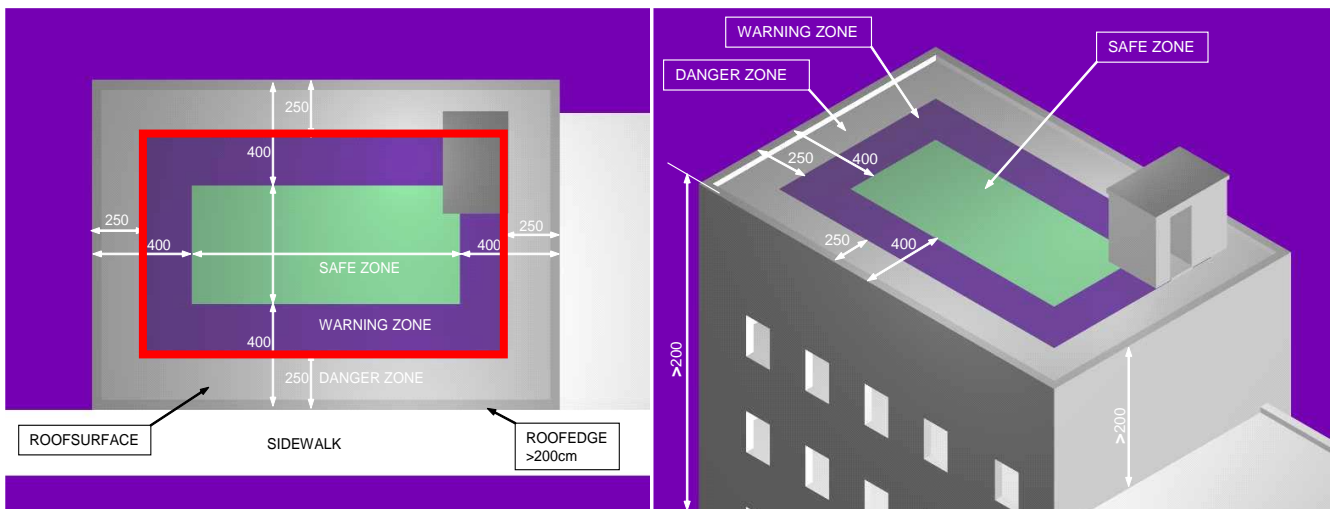 250
400
250
250
400
400
SAFE ZONE
WARNING ZONE
400
250
DANGER ZONE
ROOFSURFACE
SIDEWALK
ROOFEDGE
>200cm
WARNING ZONE
SAFE ZONE
DANGER ZONE
250
400
250
400
>200
>200